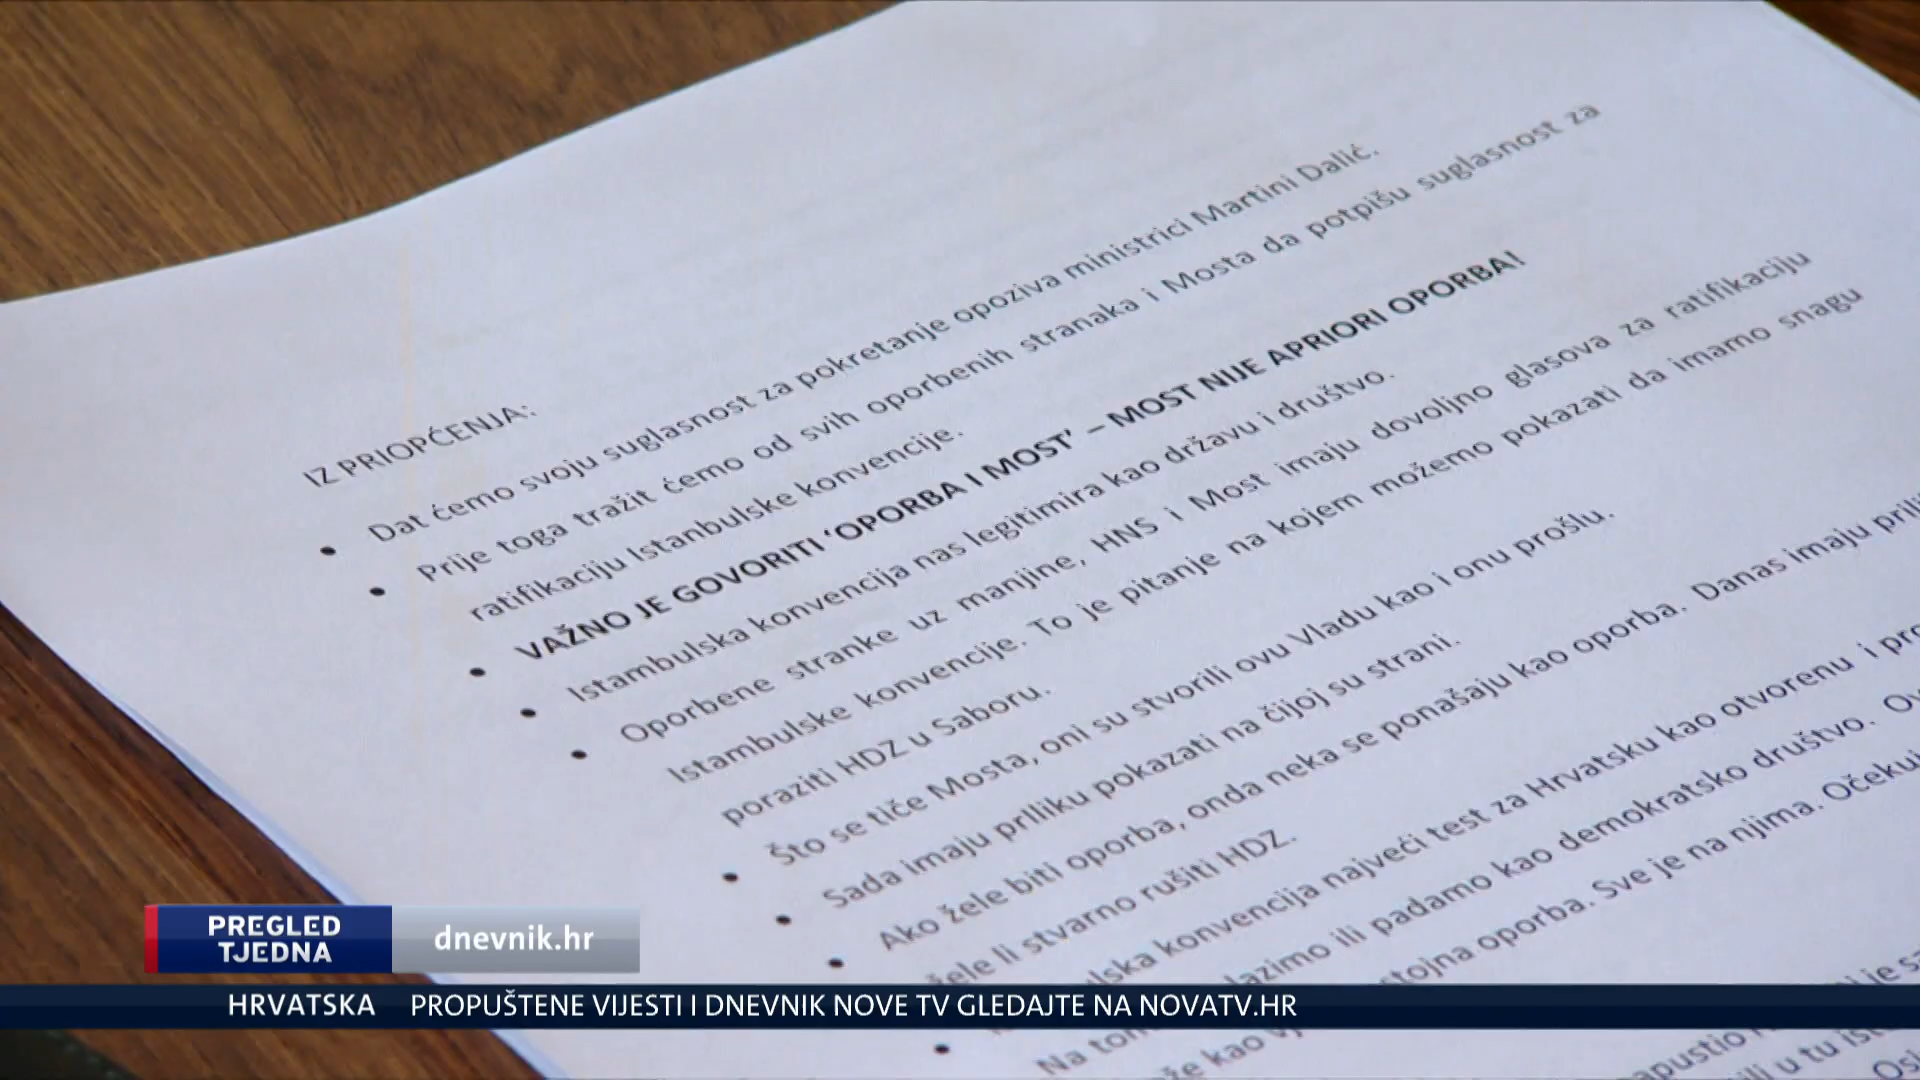 IZ PRIOPĆENJA:
• Dat ćemo svoju suglasnost za pokretanje opoziva ministrici Martini Dalić.
• Prije toga tražit ćemo od svih oporbenih stranaka i Mosta da potpišu suglasnost za
ratifikaciju Istanbulske konvencije.
• VAŽNO JE GOVORITI 'OPORBA I MOST' – MOST NIJE APRIORI OPORBA!
• Istambulska konvencija nas legitimira kao državu i društvo.
• Oporbene stranke uz manjine, HNS i Most imaju dovoljno glasova za ratifikaciju
Istambulske konvencije. To je pitanje na kojem možemo pokazati da imamo snagu
poraziti HDZ u Saboru.
• Što se tiče Mosta, oni su stvorili ovu Vladu kao i onu prošlu.
• Sada imaju prlliku pokazati na čijoj su strani.
• Ako žele biti oporba, onda neka se ponašaju kao oporba. Danas imaju
žele li stvarno rušiti HDZ.
konvencija najveći test za Hrvatsku kao otvorenu i
ili padamo kao demokratsko društvo.
oporba. Sve je na njima.
• Na
kao
u tu
PREGLED
TJEDNA
dnevnik.hr
HRVATSKA PROPUŠTENE VIJESTI I DNEVNIK NOVE TV GLEDAJTE NA NOVATV.HR